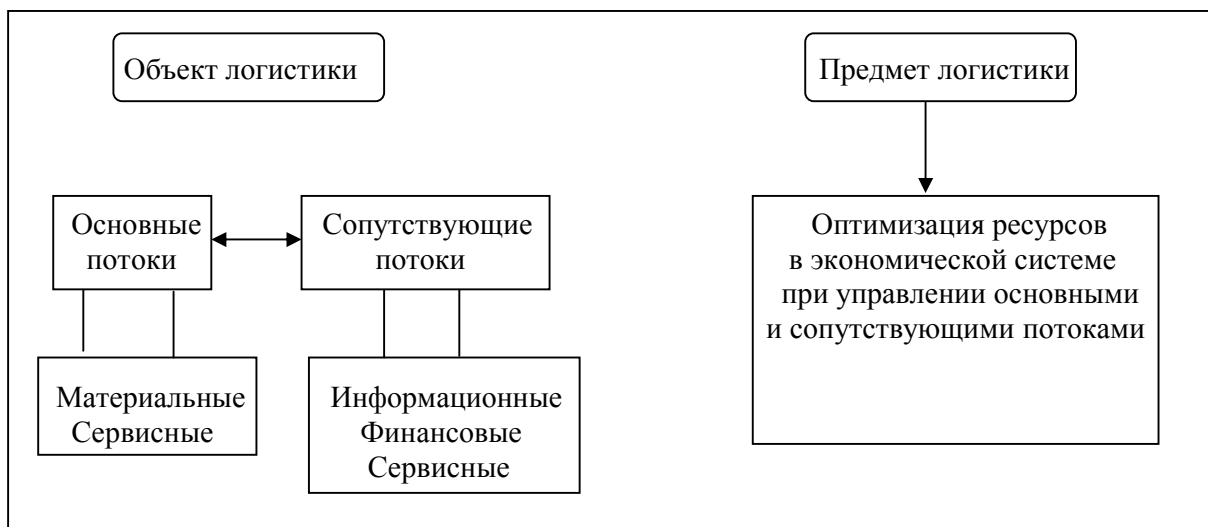 Объект логистики
Предмет логистики
Основные
потоки
Сопутствующие
потоки
Материальные
Сервисные
Информационные
Финансовые
Сервисные
Оптимизация ресурсов
в экономической системе
при управлении основными
и сопутствующими потоками